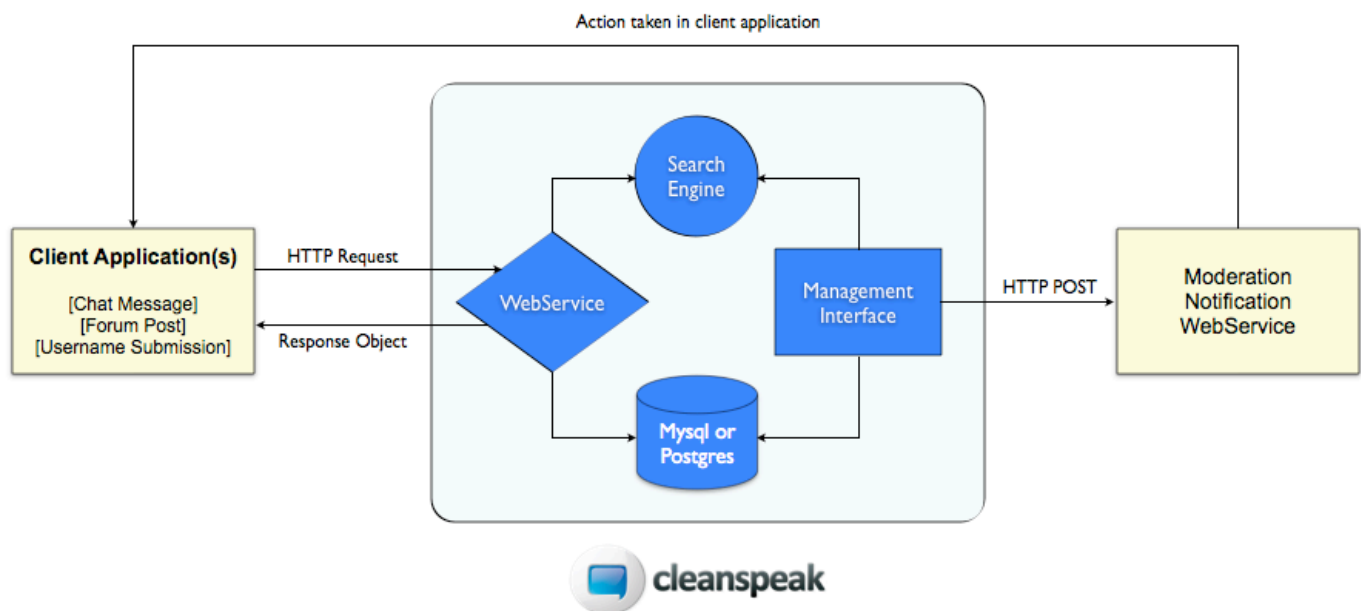 Action taken in client application
Search
Engine
Client Application(s)
[Chat Message]
[Forum Post]
[Username Submission]
HTTP Request
Response Object
WebService
Management
Interface
HTTP POST
Moderation
Notification
WebService
Mysql or
Postgres
cleanspeak